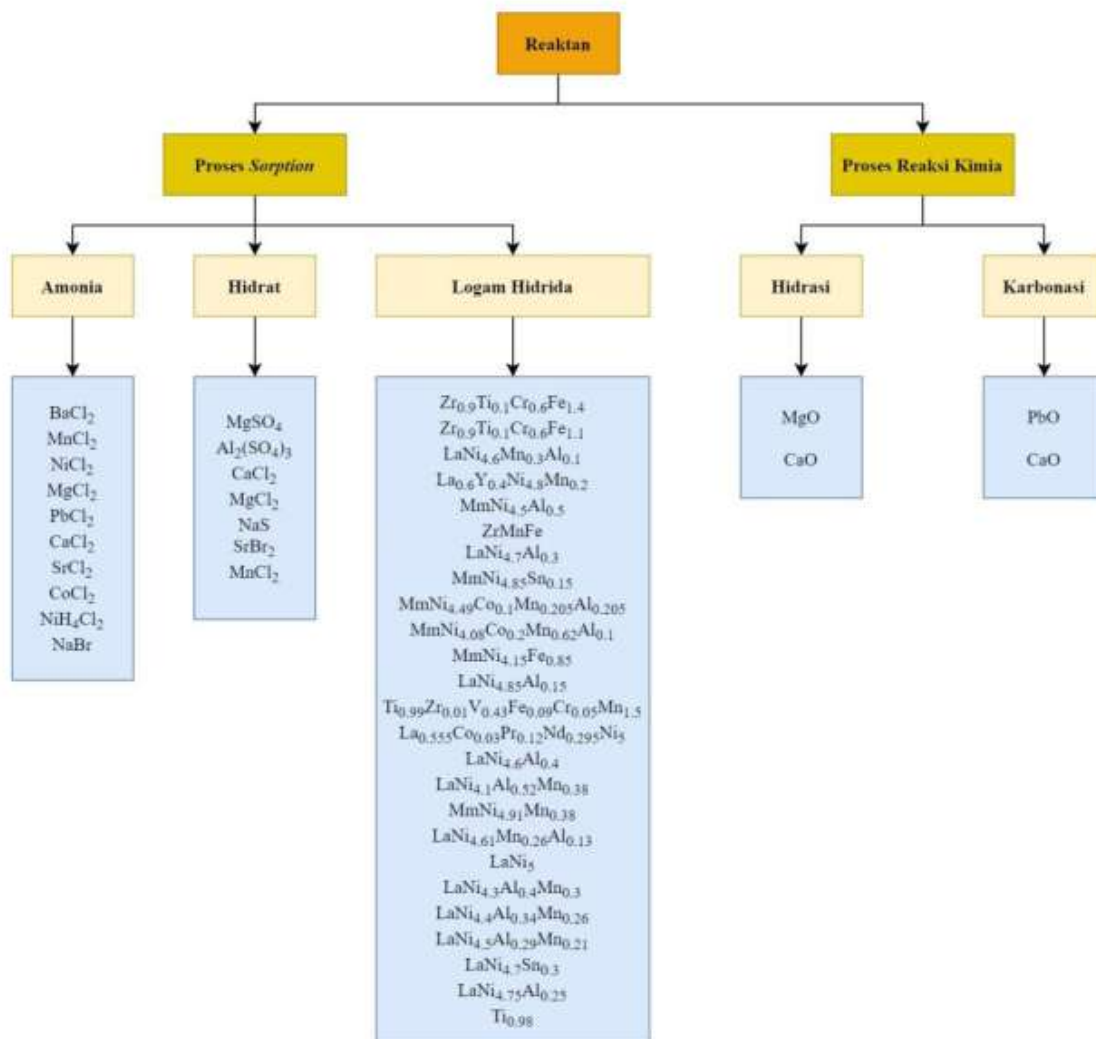 Reaktan
Proses Sorption
Proses Reaksi Kimia
Amonia
Hidrat
Logam Hidrida
Hidrasi
Karbonasi
BaCl₂
MnCl₂
NiCl₂
MgCl₂
PbCl₂
CaCl₂
SrCl₂
CoCl₂
NiH₄Cl₂
NaBr
MgSO₄
Al₂(SO₄)₃
CaCl₂
MgCl₂
NaS
SrBr₂
MnCl₂
Zr₀.₉Ti₀.₁Cr₀.₆Fe₁.₄
Zr₀.₉Ti₀.₁Cr₀.₆Fe₁.₁
LaNi₄.₆Mn₀.₃Al₀.₁
La₀.₆Y₀.₄Ni₄.₈Mn₀.₂
MmNi₄.₅Al₀.₅
ZrMnFe
LaNi₄.₇Al₀.₃
MmNi₄.₈₅Sn₀.₁₅
MmNi₄.₄₉Co₀.₁Mn₀.₂₀₅Al₀.₂₀₅
MmNi₄.₀₈Co₀.₂Mn₀.₆₂Al₀.₁
MmNi₄.₁₅Fe₀.₈₅
LaNi₄.₈₅Al₀.₁₅
Ti₀.₉₉Zr₀.₀₁V₀.₄₃Fe₀.₀₉Cr₀.₀₅Mn₁.₅
La₀.₅₅₅Co₀.₀₃Pr₀.₁₂Nd₀.₂₉₅Ni₅
LaNi₄.₆Al₀.₄
LaNi₄.₁Al₀.₅₂Mn₀.₃₈
MmNi₄.₉₁Mn₀.₃₈
LaNi₄.₆₁Mn₀.₂₆Al₀.₁₃
LaNi₅
LaNi₄.₃Al₀.₄Mn₀.₃
LaNi₄.₄Al₀.₃₄Mn₀.₂₆
LaNi₄.₅Al₀.₂₉Mn₀.₂₁
LaNi₄.₇Sn₀.₃
LaNi₄.₇₅Al₀.₂₅
Ti₀.₉₈
MgO
CaO
PbO
CaO